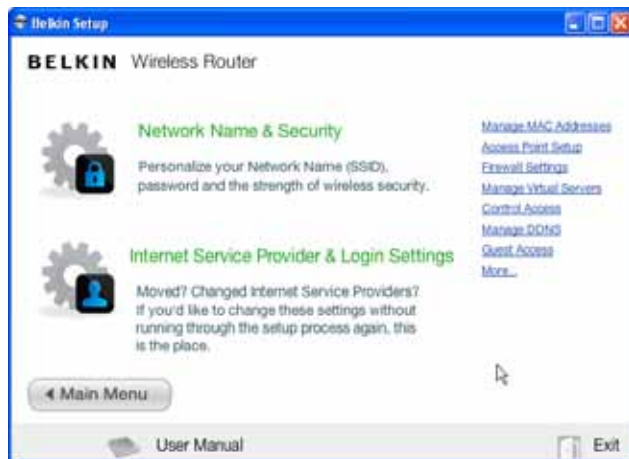 Belkin Setup
BELKIN Wireless Router
Network Name & Security
Personalize your Network Name (SSID),
password and the strength of wireless security.
Internet Service Provider & Login Settings
Moved? Changed Internet Service Providers?
If you'd like to change these settings without
running through the setup process again, this
is the place.
Manage MAC Addresses
Access Point Setup
Firewall Settings
Manage Virtual Servers
Control Access
Manage DDNS
Guest Access
More...
Main Menu
User Manual
Exit